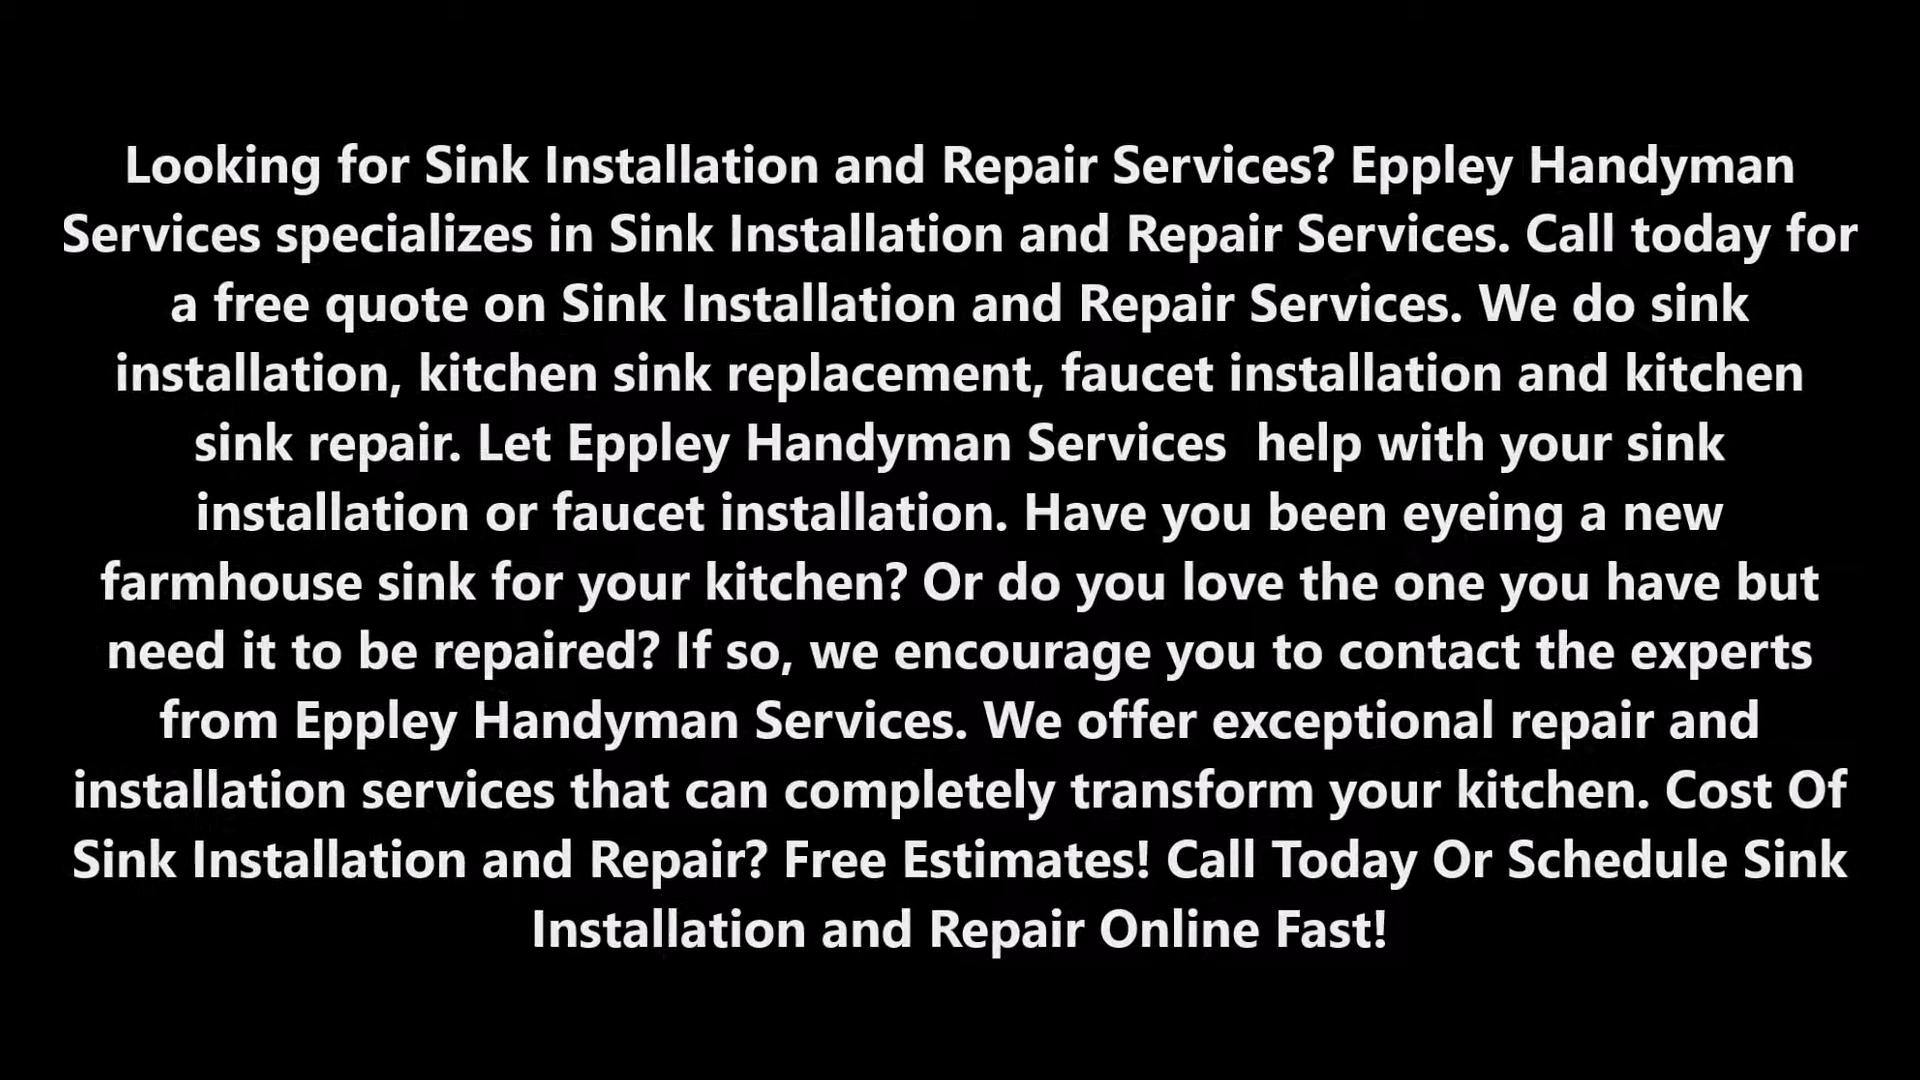 Looking for Sink Installation and Repair Services? Eppley Handyman
Services specializes in Sink Installation and Repair Services. Call today for
a free quote on Sink Installation and Repair Services. We do sink
installation, kitchen sink replacement, faucet installation and kitchen
sink repair. Let Eppley Handyman Services  help with your sink
installation or faucet installation. Have you been eyeing a new
farmhouse sink for your kitchen? Or do you love the one you have but
need it to be repaired? If so, we encourage you to contact the experts
from Eppley Handyman Services. We offer exceptional repair and
installation services that can completely transform your kitchen. Cost Of
Sink Installation and Repair? Free Estimates! Call Today Or Schedule Sink
Installation and Repair Online Fast!